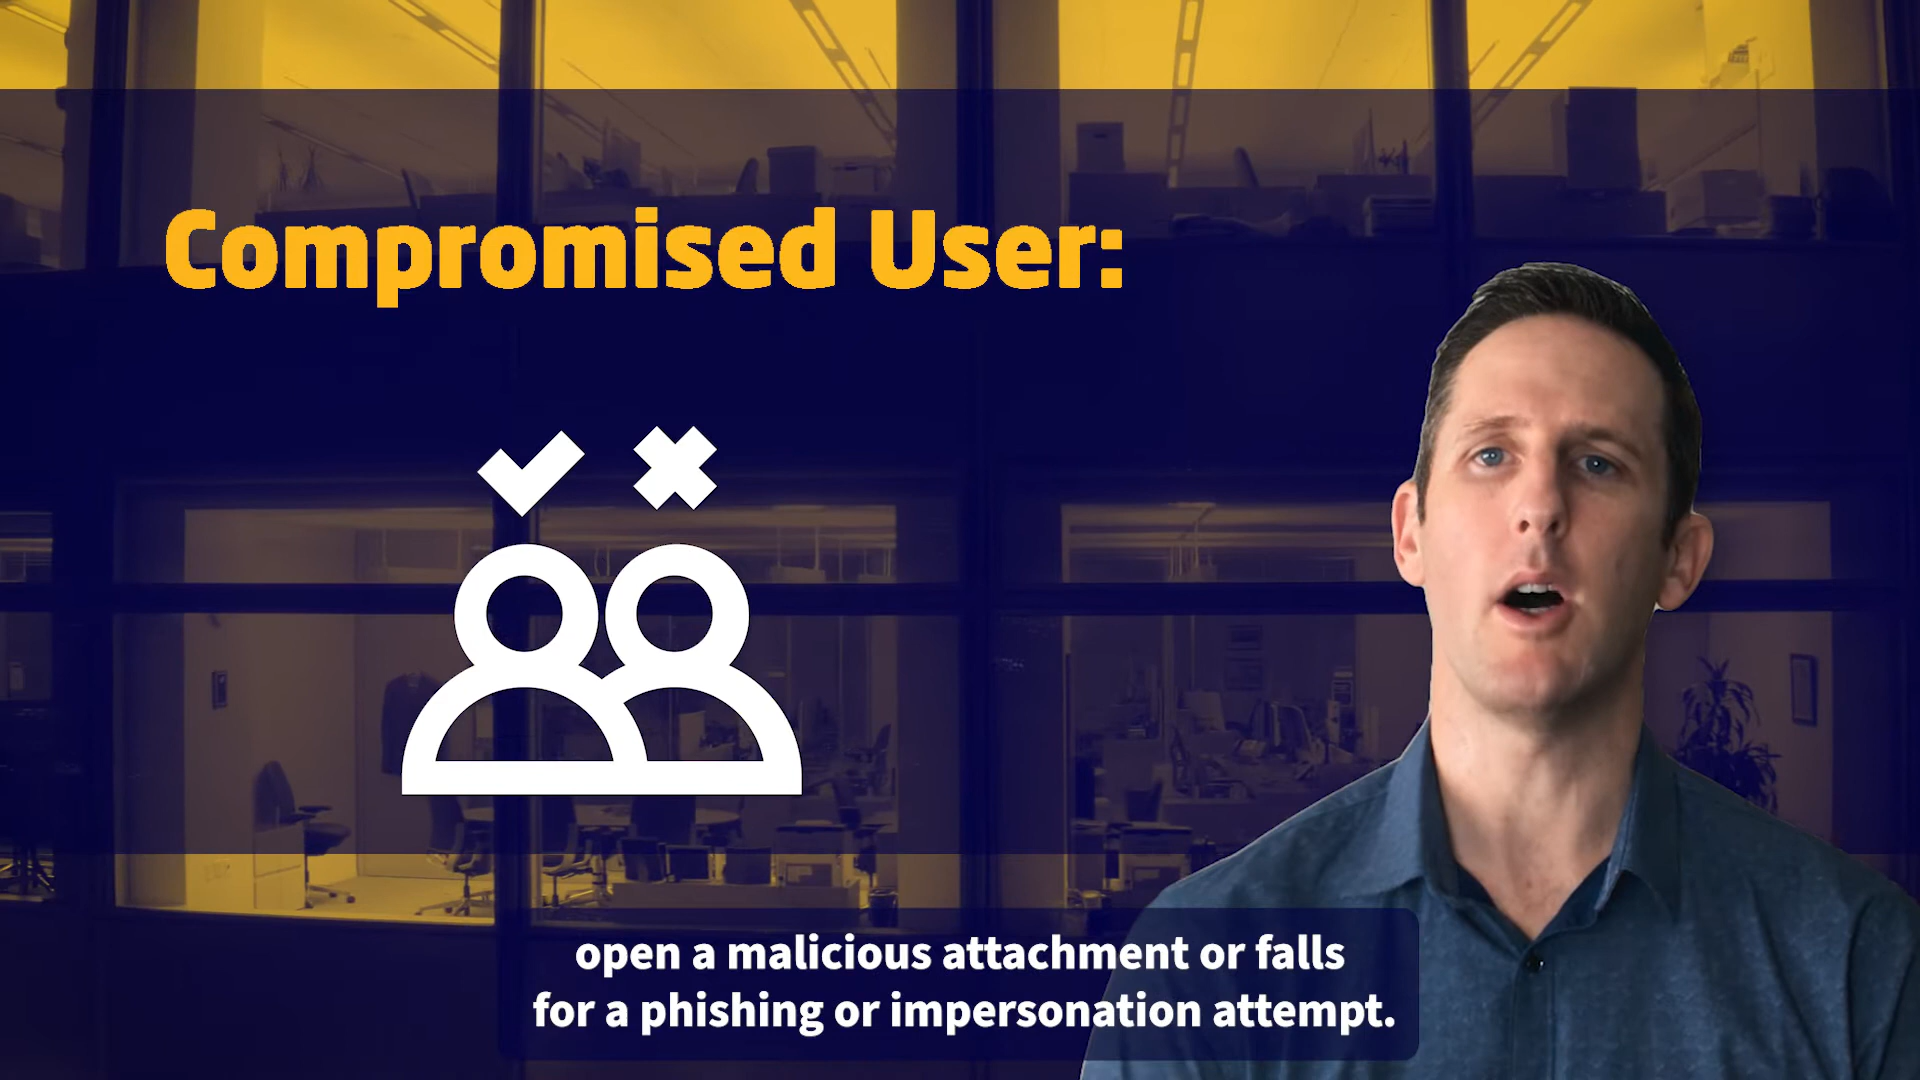 Compromised User:
open a malicious attachment or falls
for a phishing or impersonation attempt.